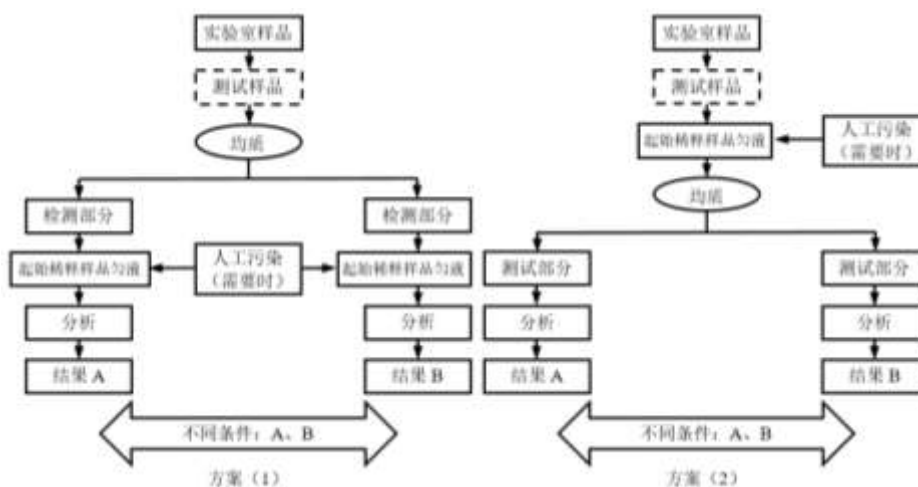 实验室样品
测试样品
均质
检测部分
检测部分
起始稀释样品匀液
人工污染
（需要时）
起始稀释样品匀液
分析
分析
结果 A
结果 B
不同条件：A、B
方案（1）
实验室样品
测试样品
起始稀释样品匀液
人工污染
（需要时）
均质
测试部分
测试部分
分析
分析
结果 A
结果 B
不同条件：A、B
方案（2）